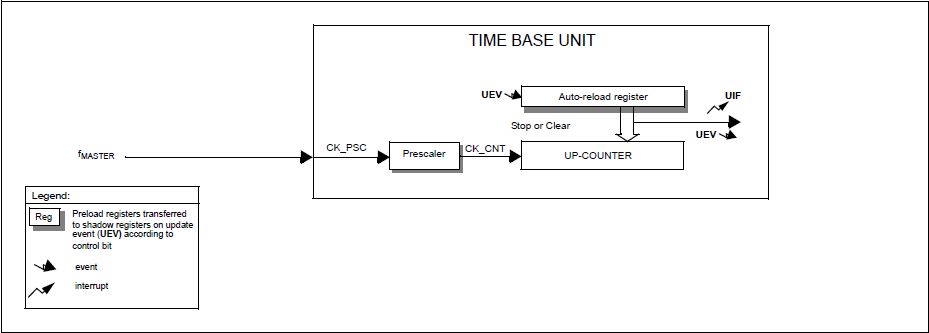 TIME BASE UNIT
UEV
Auto-reload register
UIF
Stop or Clear
UEV
fMASTER
CK_PSC
Prescaler
CK_CNT
UP-COUNTER
Legend:
Reg
Preload registers transferred
to shadow registers on update
event (UEV) according to
control bit
event
interrupt